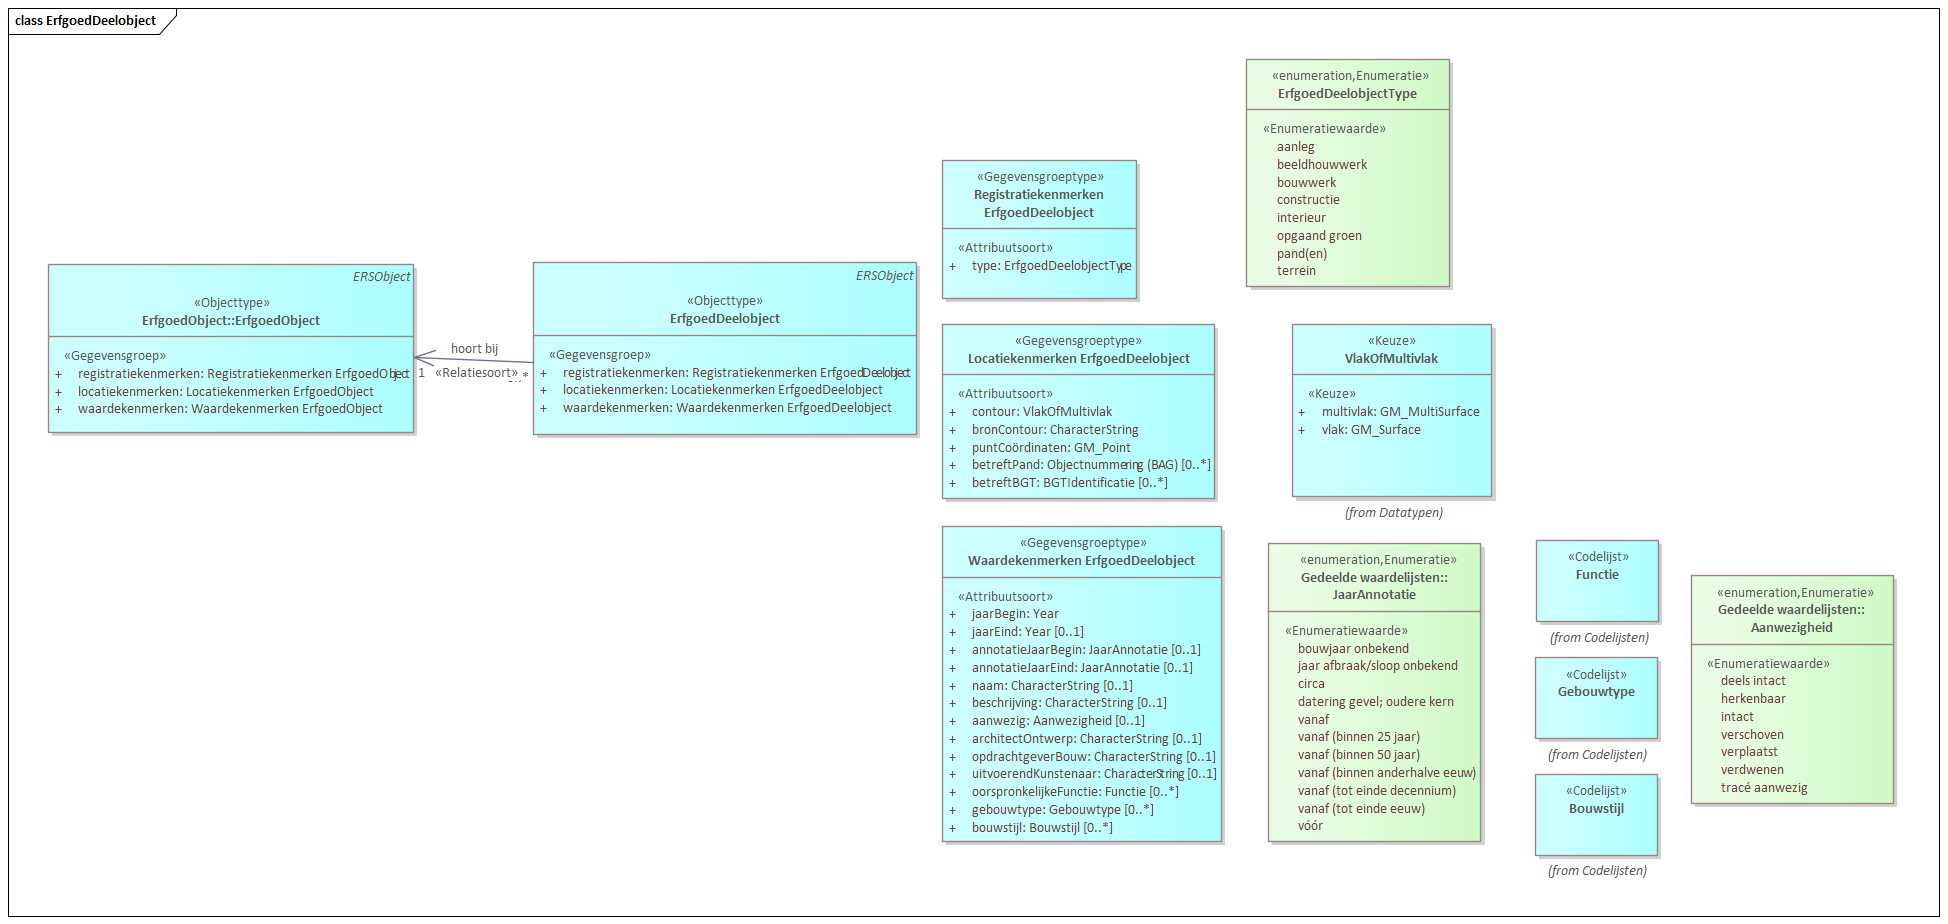 class ErfgoedDeelobject
ERSObject
«Objecttype»
ErfgoedObject::ErfgoedObject
«Gegevensgroep»
+ registratiekenmerken: Registratiekenmerken ErfgoedObject
+ locatiekenmerken: Locatiekenmerken ErfgoedObject
+ waardekenmerken: Waardekenmerken ErfgoedObject
hoort bij
1 «Relatiesoort» *
ERSObject
«Objecttype»
ErfgoedDeelobject
«Gegevensgroep»
+ registratiekenmerken: Registratiekenmerken ErfgoedDeelobject
+ locatiekenmerken: Locatiekenmerken ErfgoedDeelobject
+ waardekenmerken: Waardekenmerken ErfgoedDeelobject
«Gegevensgroeptype»
Registratiekenmerken
ErfgoedDeelobject
«Attribuutsoort»
+ type: ErfgoedDeelobjectType
«enumeration,Enumeratie»
ErfgoedDeelobjectType
«Enumeratiewaarde»
aanleg
beeldhouwwerk
bouwwerk
constructie
interieur
opgaand groen
pand(en)
terrein
«Gegevensgroeptype»
Locatiekenmerken ErfgoedDeelobject
«Attribuutsoort»
+ contour: VlakOfMultivlak
+ bronContour: CharacterString
+ puntCoördinaten: GM_Point
+ betreftPand: Objectnummering (BAG) [0..*]
+ betreftBGT: BGTIdentificatie [0..*]
«Keuze»
VlakOfMultivlak
«Keuze»
+ multivlak: GM_MultiSurface
+ vlak: GM_Surface
(from Datatypen)
«Gegevensgroeptype»
Waardekenmerken ErfgoedDeelobject
«Attribuutsoort»
+ jaarBegin: Year
+ jaarEind: Year [0..1]
+ annotatieJaarBegin: JaarAnnotatie [0..1]
+ annotatieJaarEind: JaarAnnotatie [0..1]
+ naam: CharacterString [0..1]
+ beschrijving: CharacterString [0..1]
+ aanwezig: Aanwezigheid [0..1]
+ architectOntwerp: CharacterString [0..1]
+ opdrachtgeverBouw: CharacterString [0..1]
+ uitvoerendKunstenaar: CharacterString [0..1]
+ oorspronkelijkeFunctie: Functie [0..*]
+ gebouwtype: Gebouwtype [0..*]
+ bouwstijl: Bouwstijl [0..*]
«enumeration,Enumeratie»
Gedeelde waardelijsten::
JaarAnnotatie
«Enumeratiewaarde»
bouwjaar onbekend
jaar afbraak/sloop onbekend
circa
datering gevel; oudere kern
vanaf
vanaf (binnen 25 jaar)
vanaf (binnen 50 jaar)
vanaf (binnen anderhalve eeuw)
vanaf (tot einde decennium)
vanaf (tot einde eeuw)
vóór
«Codelijst»
Functie
(from Codelijsten)
«Codelijst»
Gebouwtype
(from Codelijsten)
«Codelijst»
Bouwstijl
(from Codelijsten)
«enumeration,Enumeratie»
Gedeelde waardelijsten::
Aanwezigheid
«Enumeratiewaarde»
deels intact
herkenbaar
intact
verschoven
verplaatst
verdwenen
tracé aanwezig